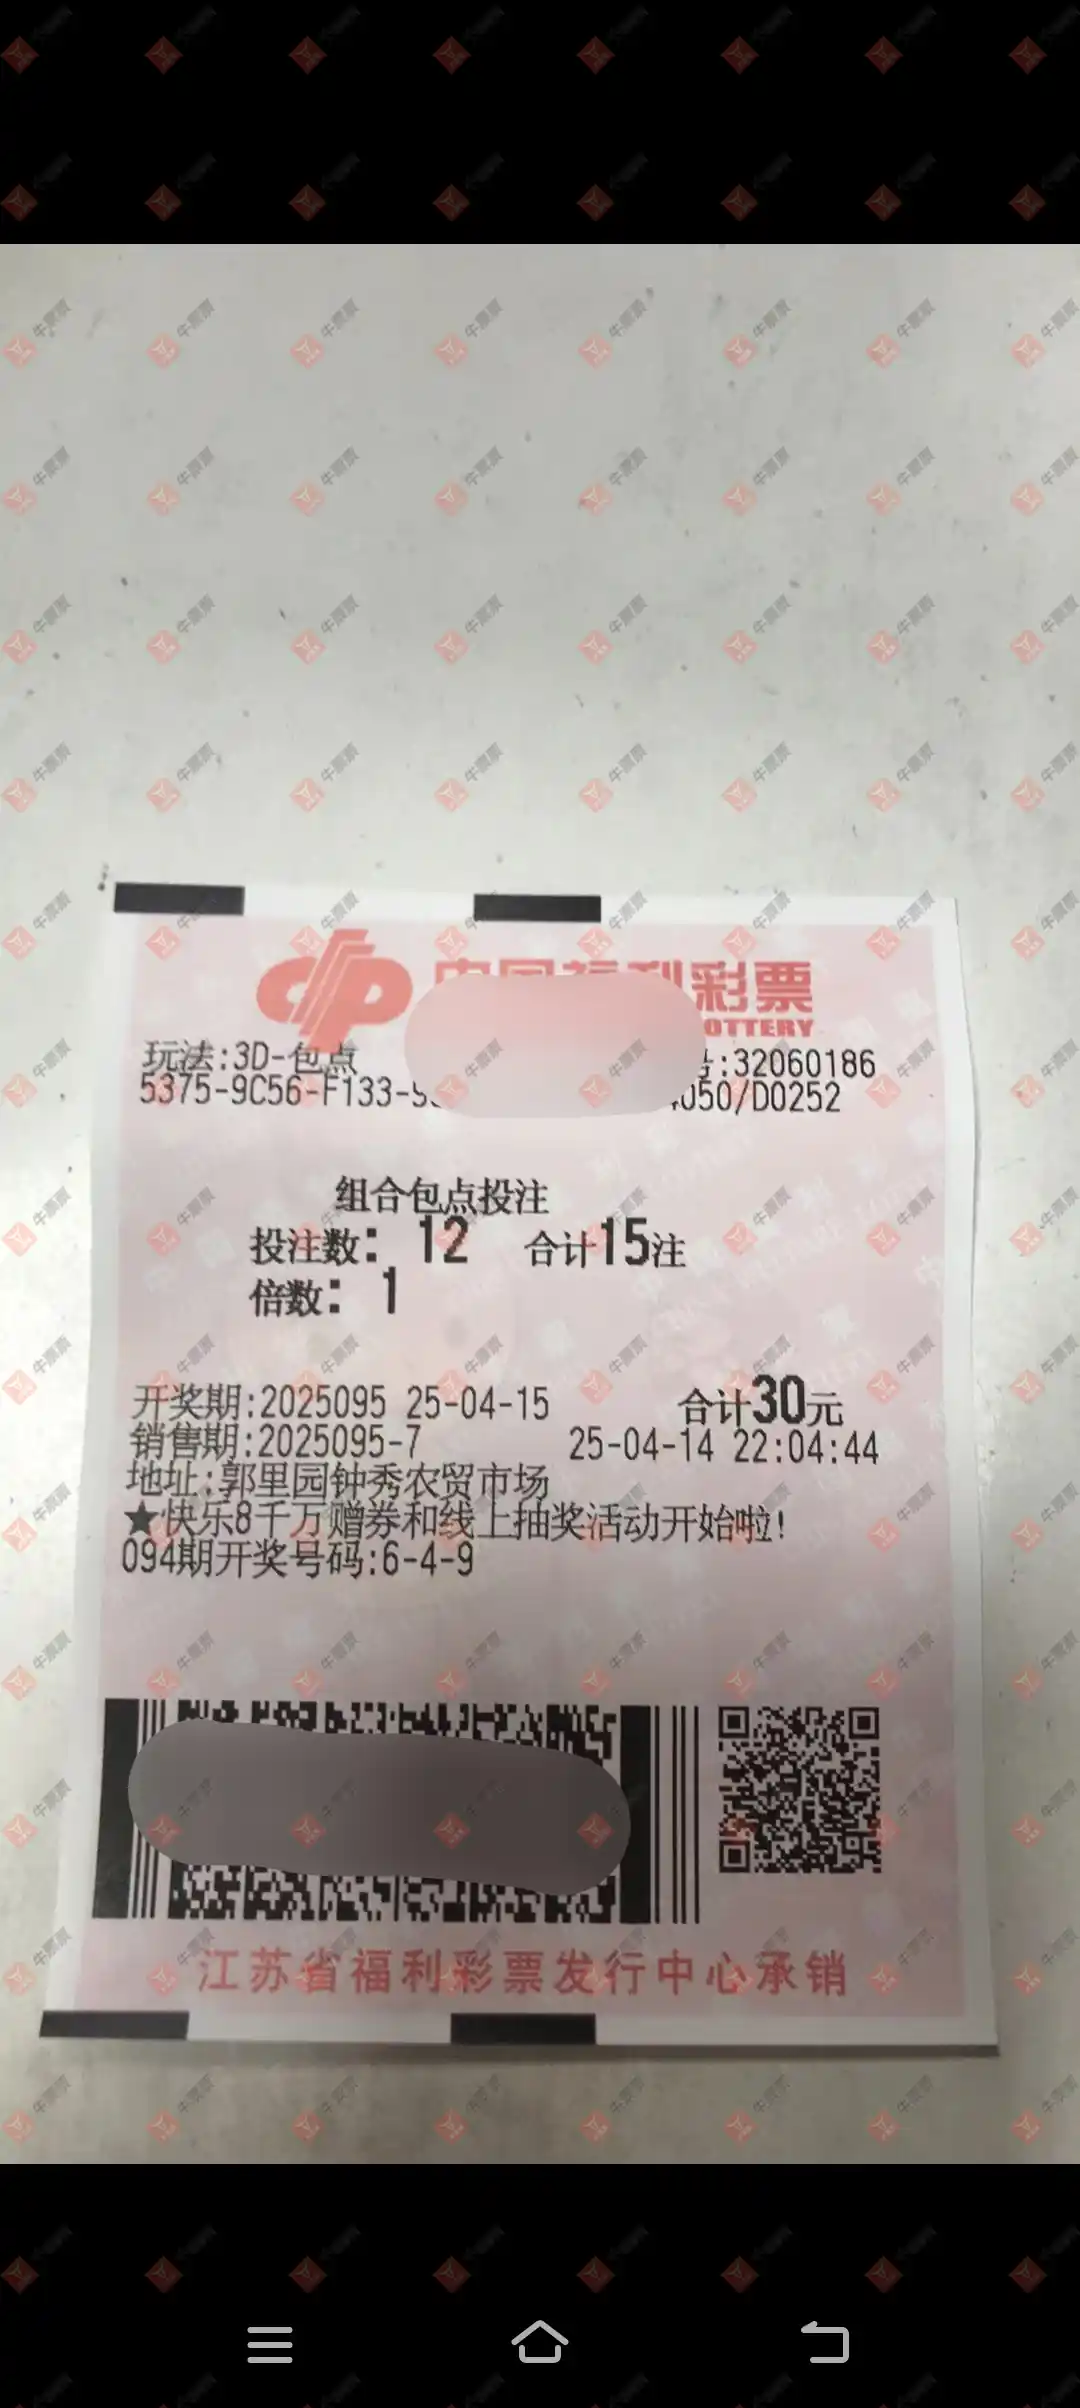 中国福利彩票
OTTERY
玩法:3D-包点
号:32060186
5375-9C56-F133-9
4050/D0252
组合包点投注
投注数: 12 合计15注
倍数: 1
开奖期:2025095 25-04-15 合计30元
销售期:2025095-7 25-04-14 22:04:44
地址:郭里园钟秀农贸市场
★快乐8千万赠券和线上抽奖活动开始啦!
094期开奖号码:6-4-9
江苏省福利彩票发行中心承销
牛票票